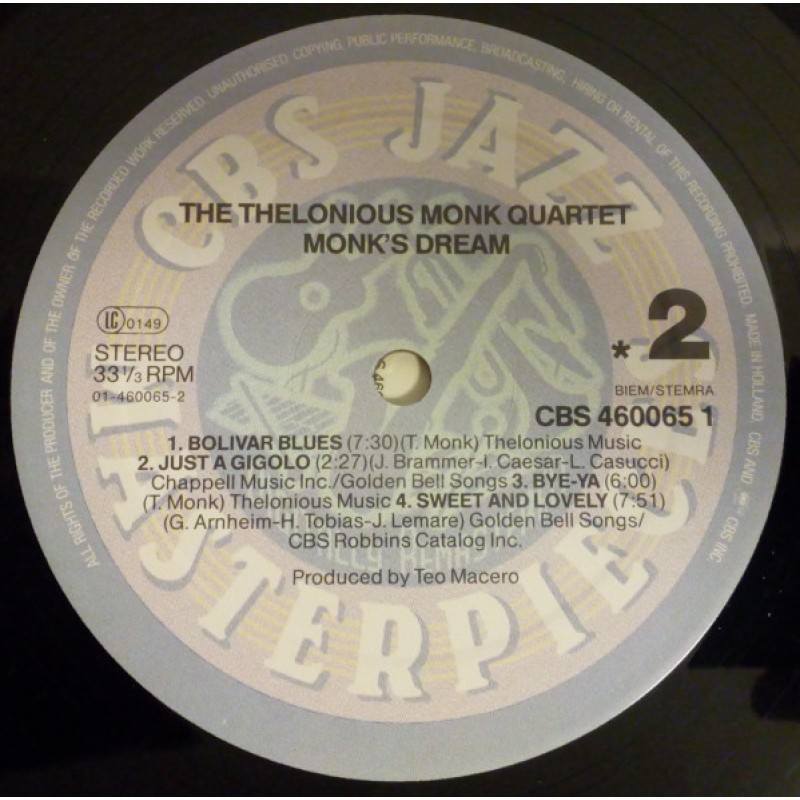 ALL RIGHTS OF THE PRODUCER AND OF THE OWNER OF THE RECORDED WORK RESERVED. UNAUTHORISED COPYING, PUBLIC PERFORMANCE, BROADCASTING, HIRING OR RENTAL OF THIS RECORDING PROHIBITED. MADE IN HOLLAND. CBS AND CBS INC.
CBS JAZZ
MASTERPIECES
THE THELONIOUS MONK QUARTET
MONK'S DREAM
LC 0149
STEREO
33 1/3 RPM
01-460065-2
* 2
BIEM/STEMRA
CBS 460065 1
1. BOLIVAR BLUES (7:30)(T. Monk) Thelonious Music
2. JUST A GIGOLO (2:27)(J. Brammer-I. Caesar-L. Casucci)
Chappell Music Inc./Golden Bell Songs 3. BYE-YA (6:00)
(T. Monk) Thelonious Music 4. SWEET AND LOVELY (7:51)
(G. Arnheim-H. Tobias-J. Lemare) Golden Bell Songs/
CBS Robbins Catalog Inc.
Produced by Teo Macero